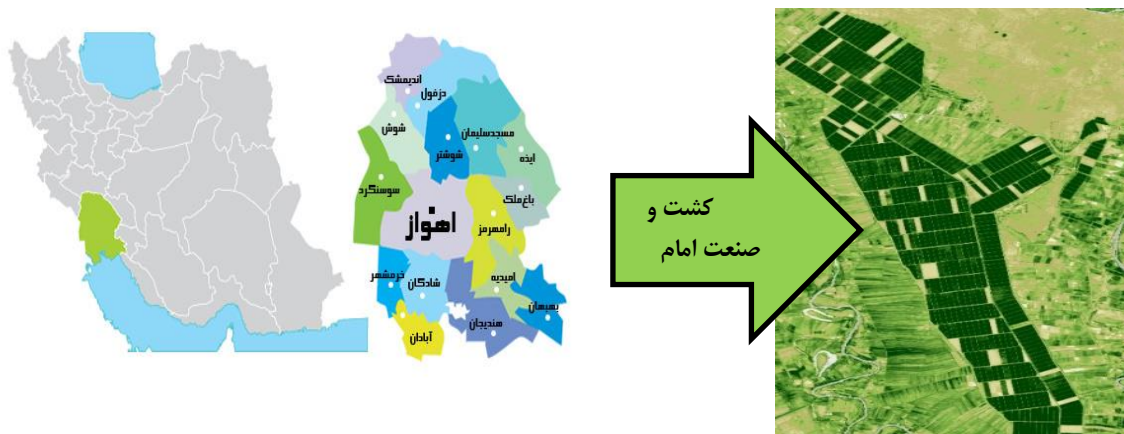 اندیمشک
دزفول
شوش
مسجدسلیمان
شوشتر
ایذه
سوسنگرد
باغ‌ملک
اهواز
رامهرمز
خرمشهر
شادگان
امیدیه
بهبهان
هندیجان
آبادان
کشت و
صنعت امام